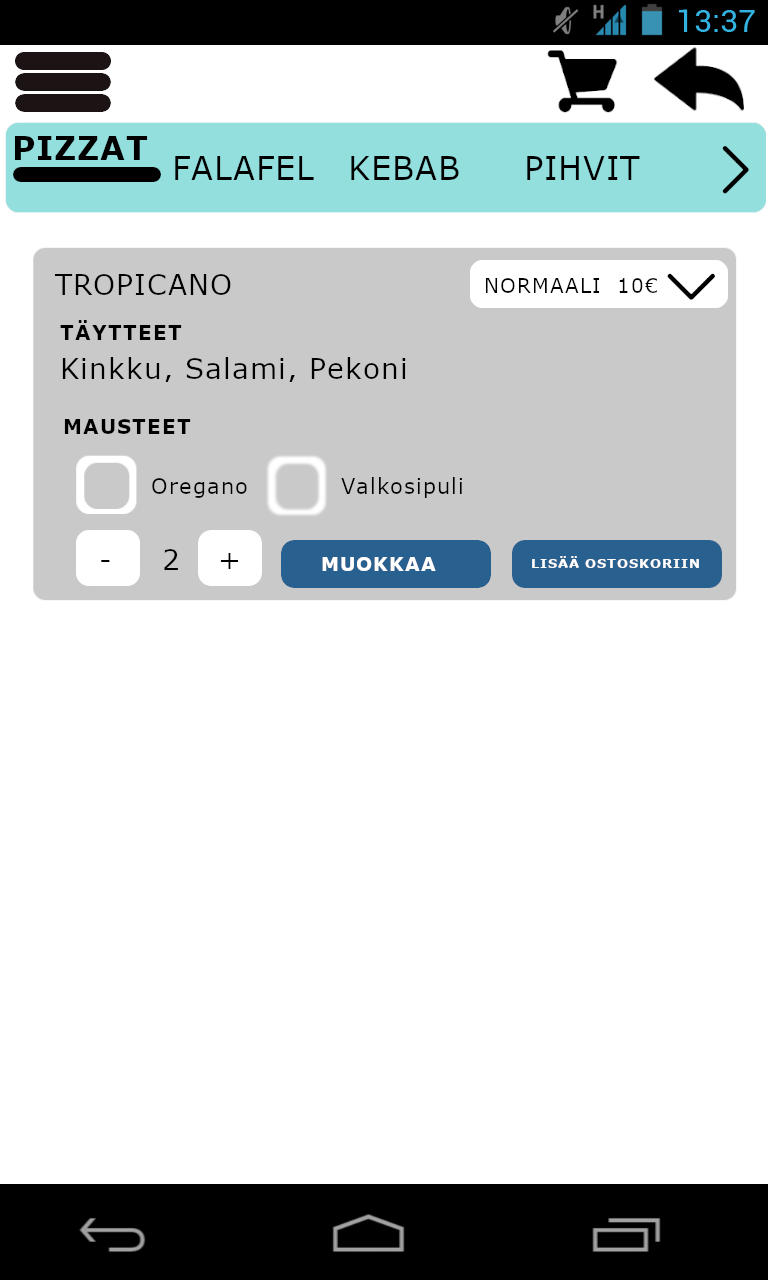 H 13:37
PIZZAT FALAFEL KEBAB PIHVIT
TROPICANO NORMAALI 10€
TÄYTTEET
Kinkku, Salami, Pekoni
MAUSTEET
Oregano Valkosipuli
- 2 + MUOKKAA LISÄÄ OSTOSKORIIN